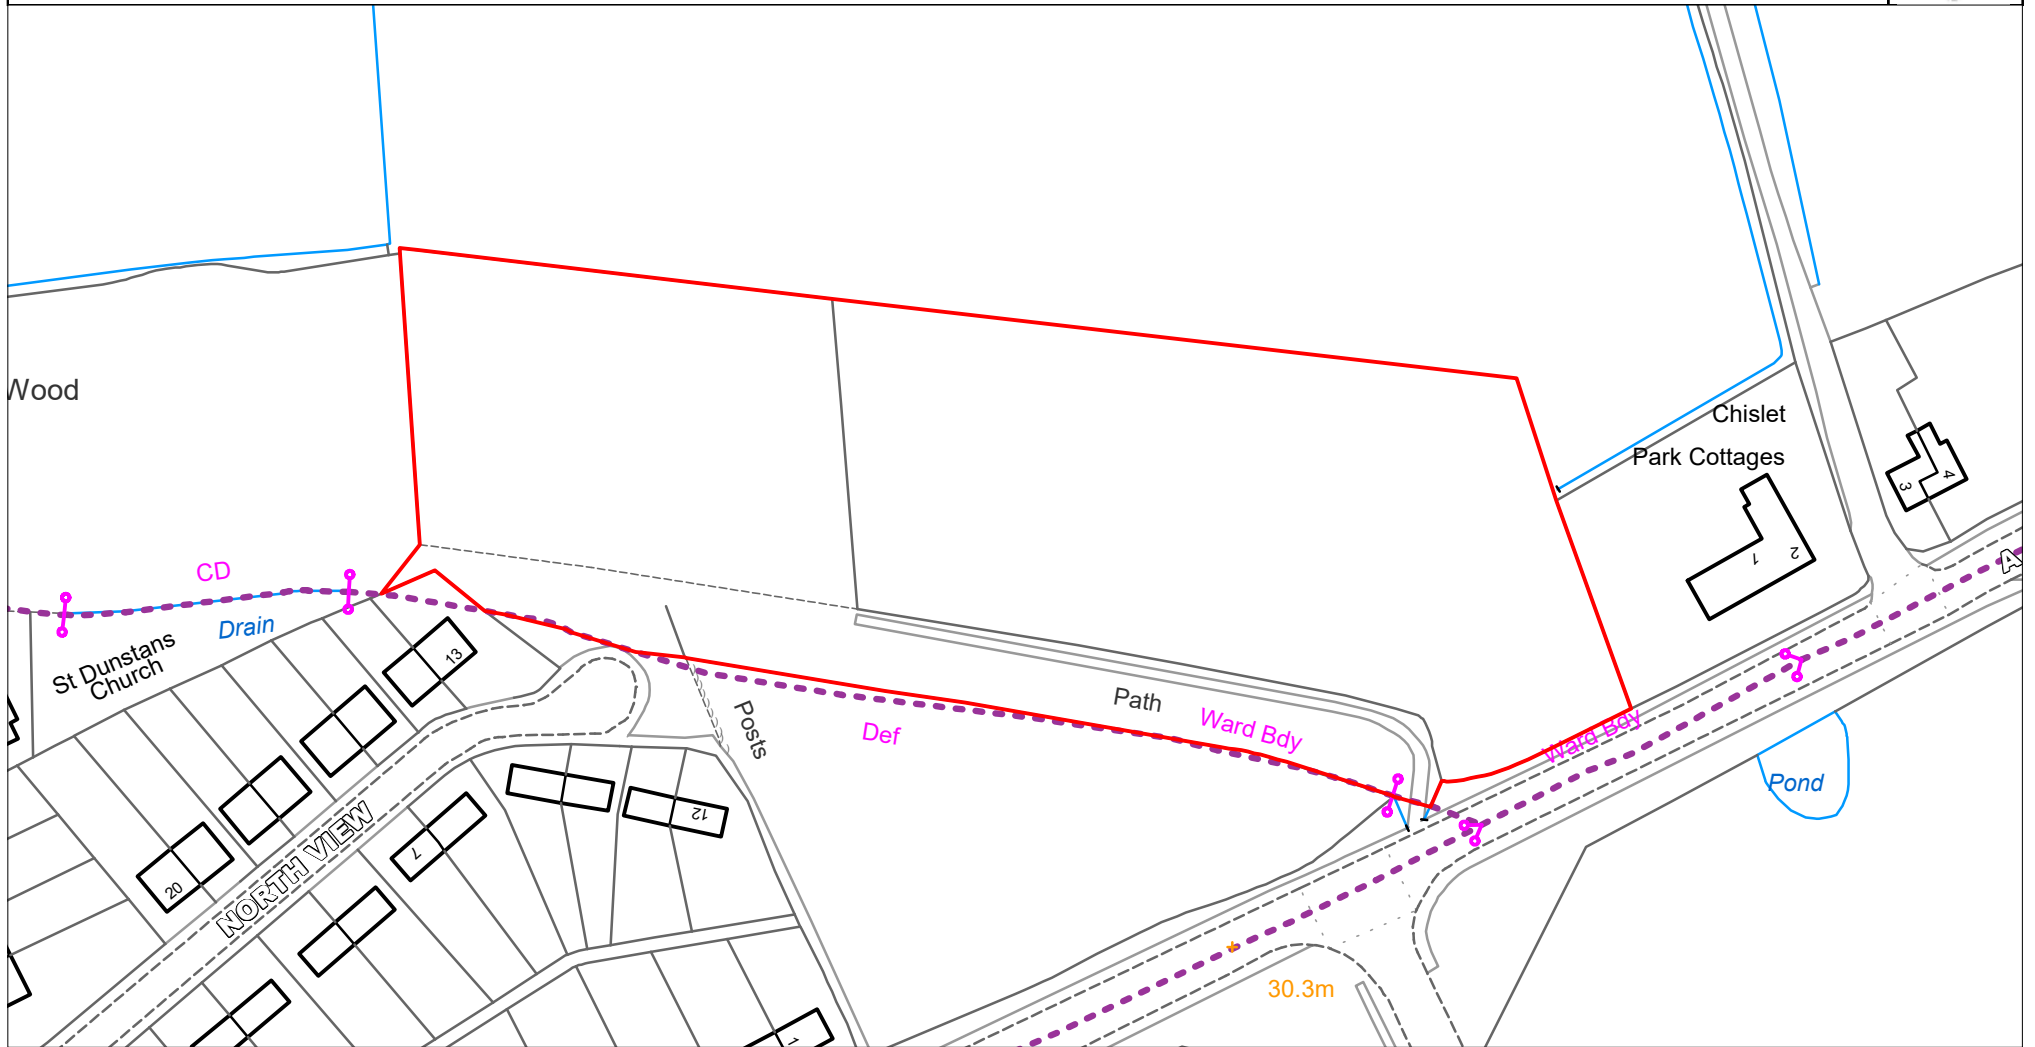 Wood
Chislet
Park Cottages
3
4
1
2
CD
Drain
St Dunstans
Church
13
Posts
Path
Ward Bdy
Def
Ward Bdy
Pond
A
12
7
20
NORTH VIEW
30.3m
1